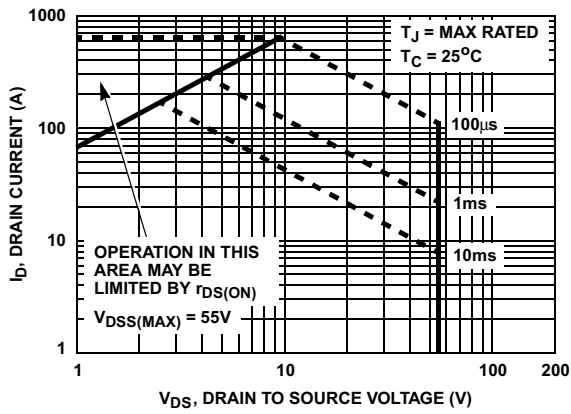 1000
T_J = MAX RATED
T_C = 25°C
100
100µs
1ms
10
10ms
OPERATION IN THIS
AREA MAY BE
LIMITED BY r_DS(ON)
V_DSS(MAX) = 55V
1
1
10
100
200
I_D, DRAIN CURRENT (A)
V_DS, DRAIN TO SOURCE VOLTAGE (V)